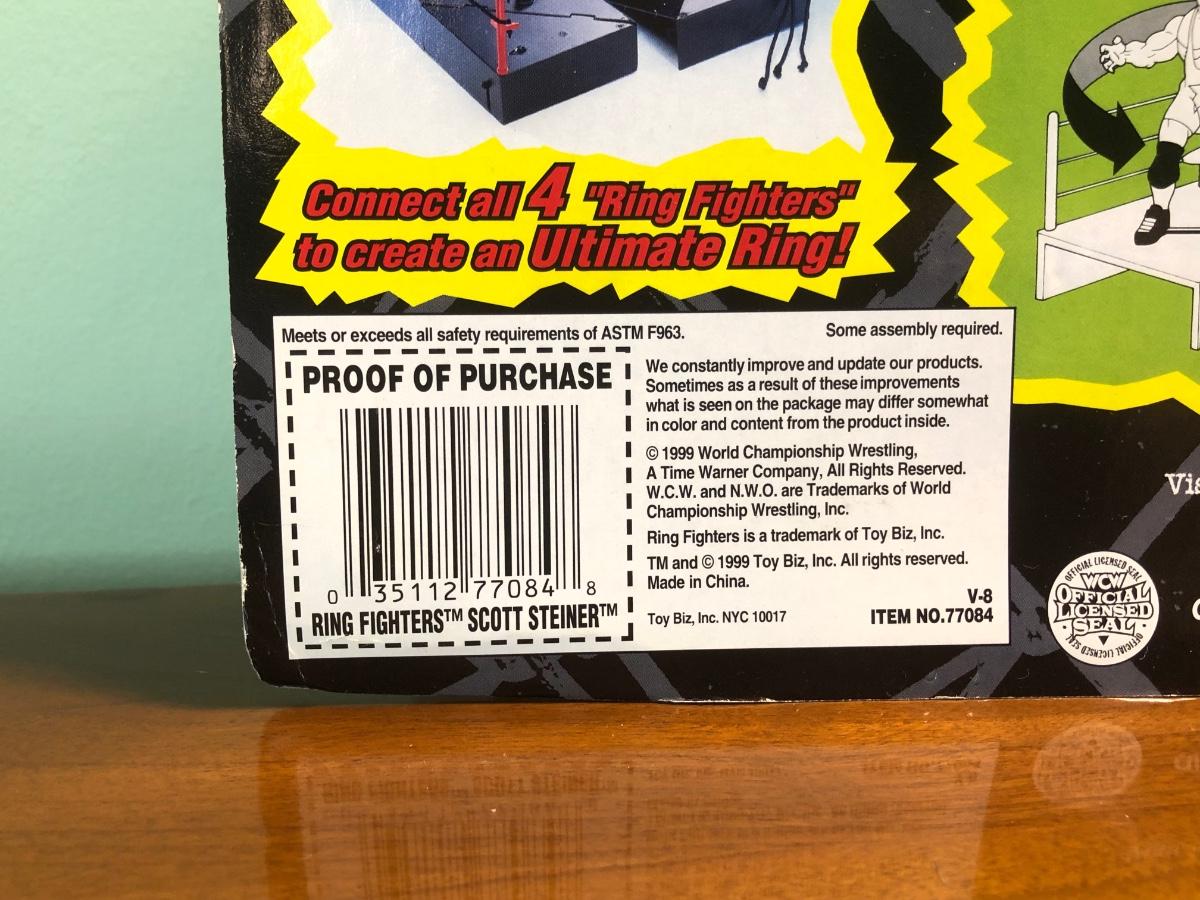 Connect all 4 "Ring Fighters"
to create an Ultimate Ring!
Meets or exceeds all safety requirements of ASTM F963.
Some assembly required.
PROOF OF PURCHASE
0 35112 77084 8
RING FIGHTERS™ SCOTT STEINER™
We constantly improve and update our products.
Sometimes as a result of these improvements
what is seen on the package may differ somewhat
in color and content from the product inside.
© 1999 World Championship Wrestling,
A Time Warner Company, All Rights Reserved.
W.C.W. and N.W.O. are Trademarks of World
Championship Wrestling, Inc.
Ring Fighters is a trademark of Toy Biz, Inc.
TM and © 1999 Toy Biz, Inc. All rights reserved.
Made in China.
Toy Biz, Inc. NYC 10017
V-8
ITEM NO.77084
OFFICIAL LICENSED SEAL
WCW
OFFICIAL
LICENSED
SEAL
OFFICIAL LICENSED SEAL